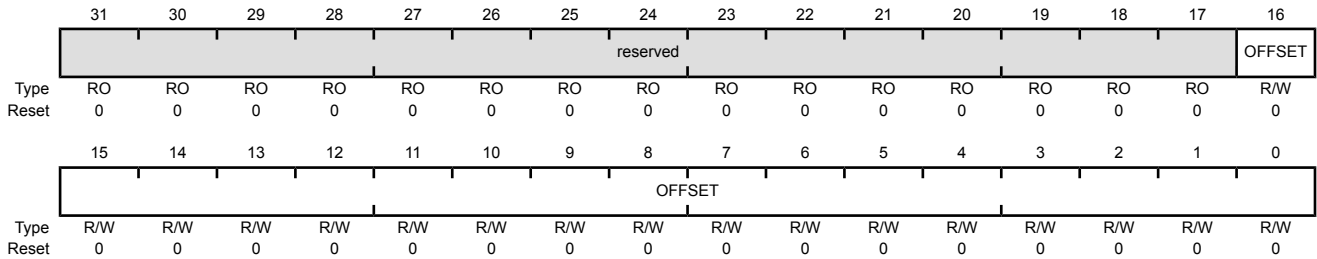 31 30 29 28 27 26 25 24 23 22 21 20 19 18 17 16
reserved OFFSET
Type RO RO RO RO RO RO RO RO RO RO RO RO RO RO RO R/W
Reset 0 0 0 0 0 0 0 0 0 0 0 0 0 0 0 0
15 14 13 12 11 10 9 8 7 6 5 4 3 2 1 0
OFFSET
Type R/W R/W R/W R/W R/W R/W R/W R/W R/W R/W R/W R/W R/W R/W R/W R/W
Reset 0 0 0 0 0 0 0 0 0 0 0 0 0 0 0 0